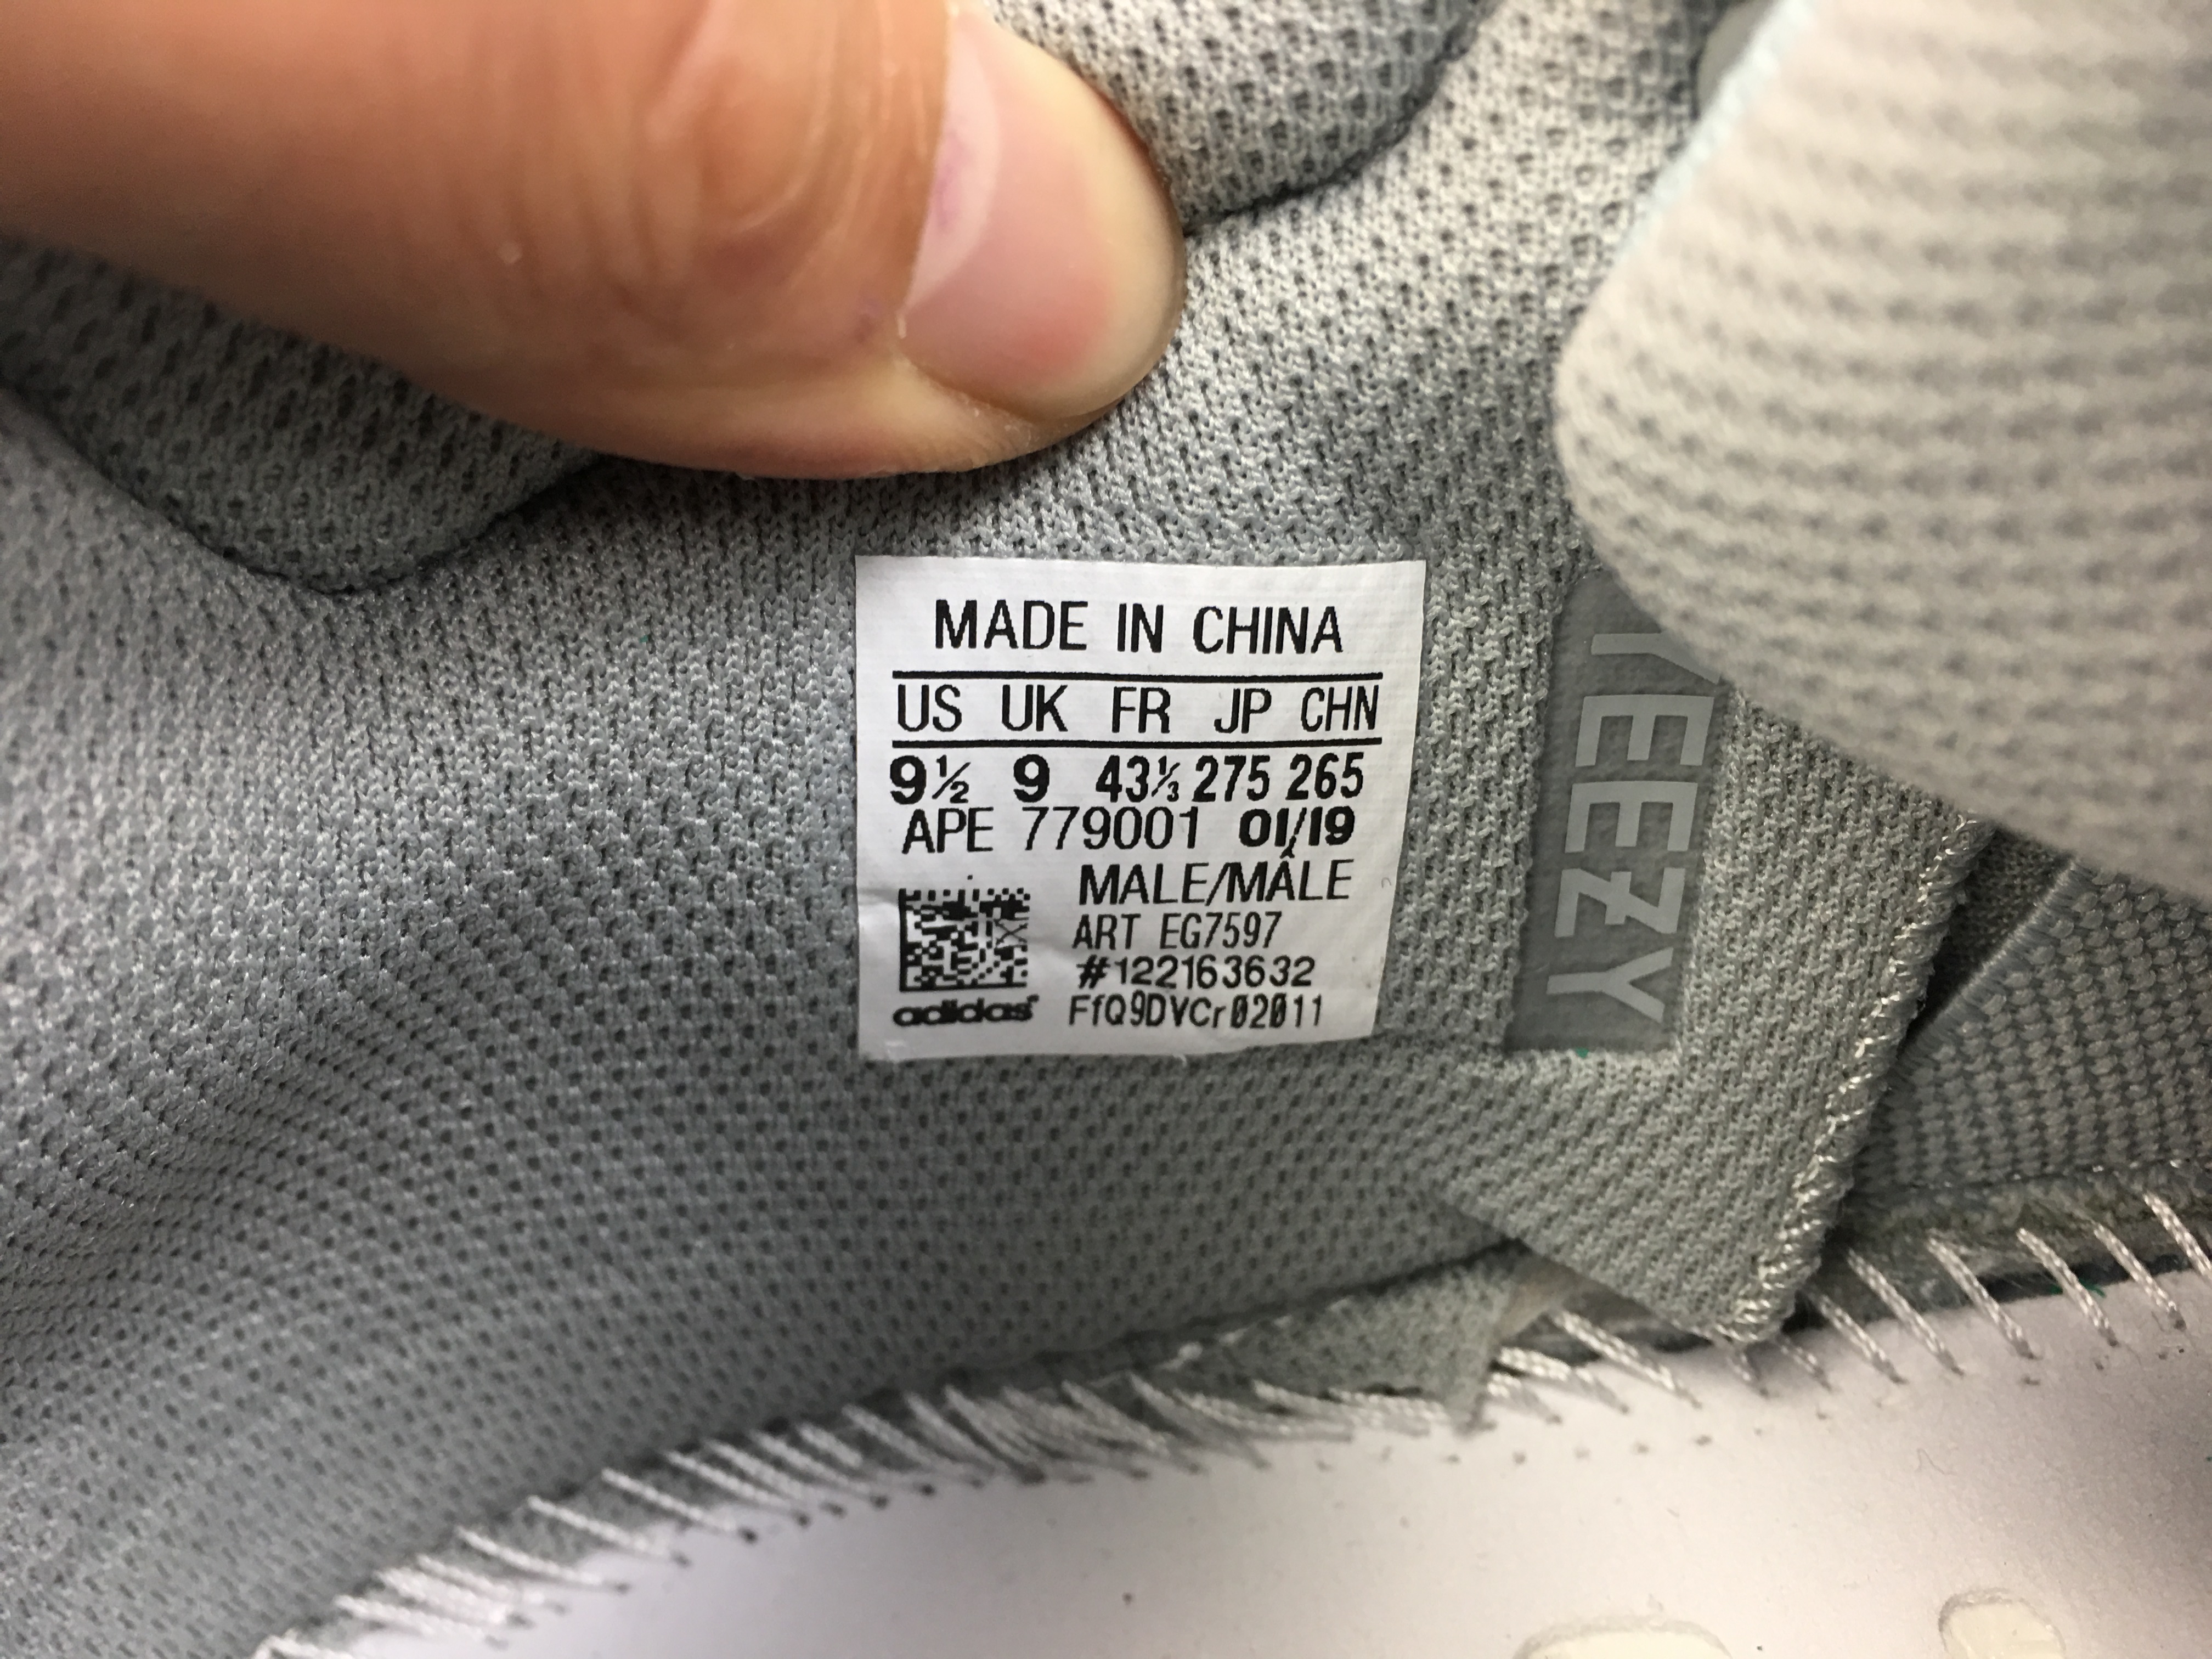 MADE IN CHINA
US UK FR JP CHN
9½ 9 43⅓ 275 265
APE 779001 01/19
MALE/MÂLE
ART EG7597
#122163632
adidas FfQ9DVCr02011
YEEZY